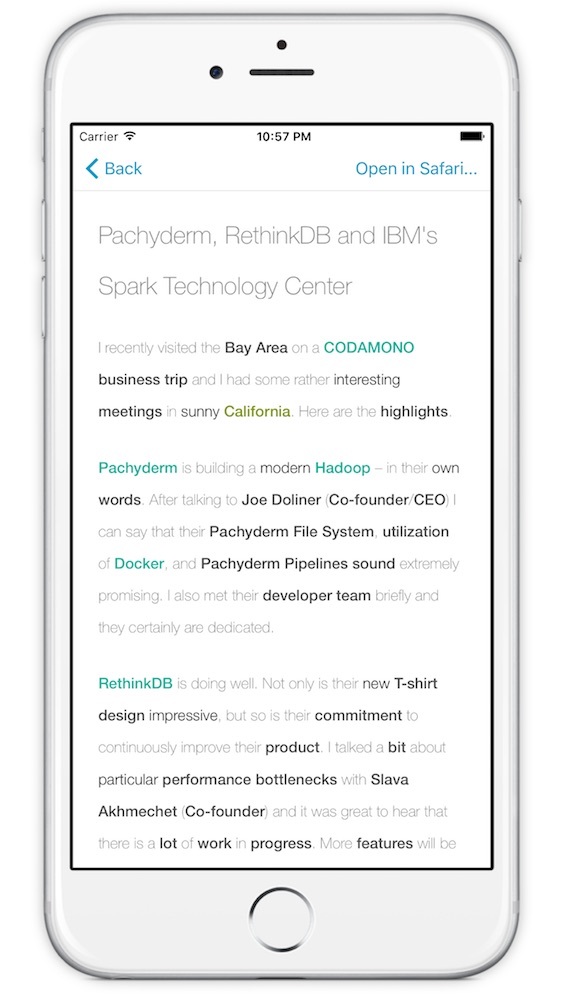 Carrier 10:57 PM
Back Open in Safari...
Pachyderm, RethinkDB and IBM's
Spark Technology Center
I recently visited the Bay Area on a CODAMONO
business trip and I had some rather interesting
meetings in sunny California. Here are the highlights.
Pachyderm is building a modern Hadoop – in their own
words. After talking to Joe Doliner (Co-founder/CEO) I
can say that their Pachyderm File System, utilization
of Docker, and Pachyderm Pipelines sound extremely
promising. I also met their developer team briefly and
they certainly are dedicated.
RethinkDB is doing well. Not only is their new T-shirt
design impressive, but so is their commitment to
continuously improve their product. I talked a bit about
particular performance bottlenecks with Slava
Akhmechet (Co-founder) and it was great to hear that
there is a lot of work in progress. More features will be